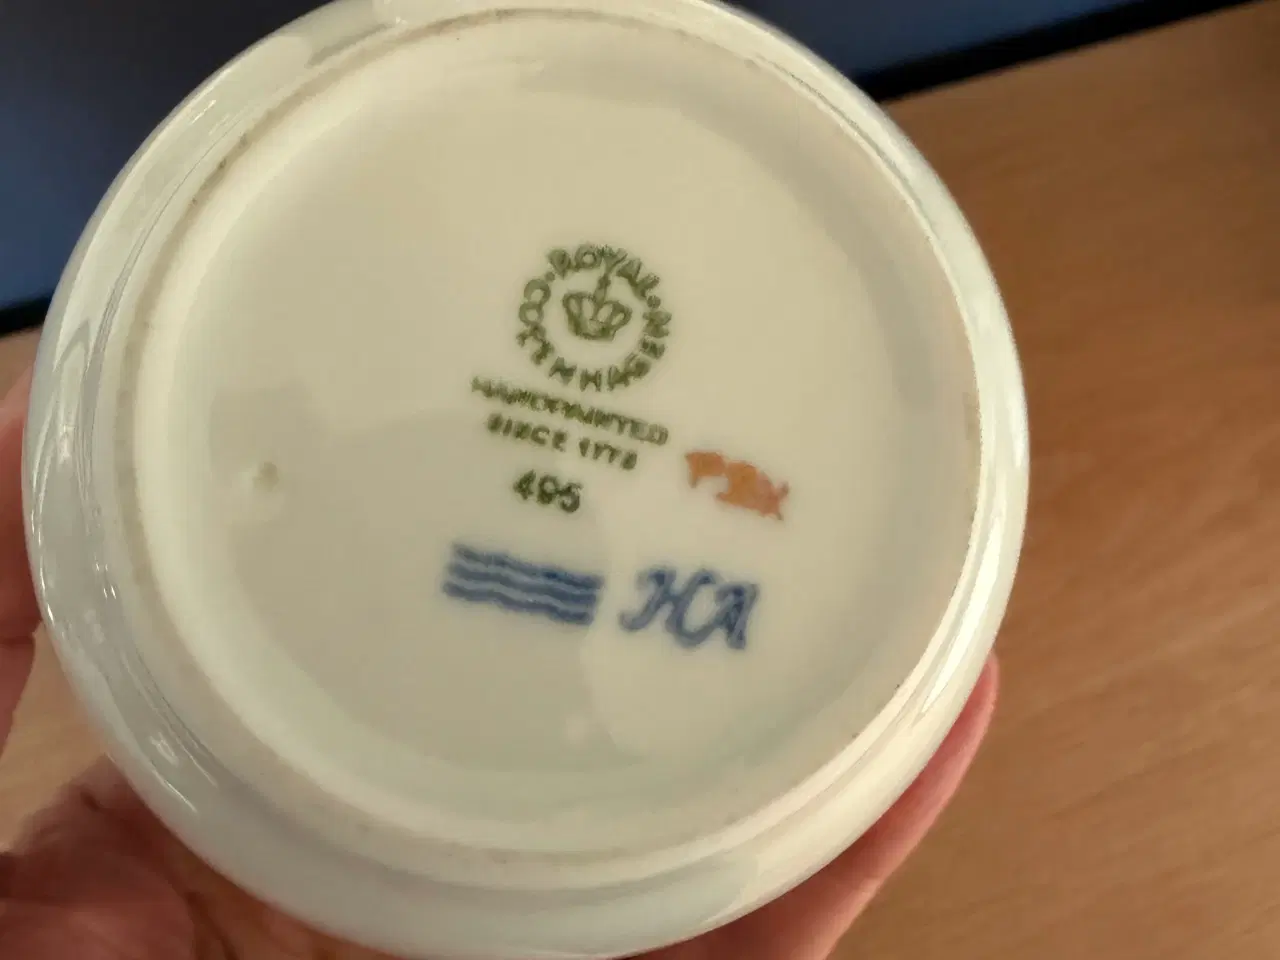 ROYAL COPENHAGEN
HANDPAINTED
SINCE 1775
495
HA